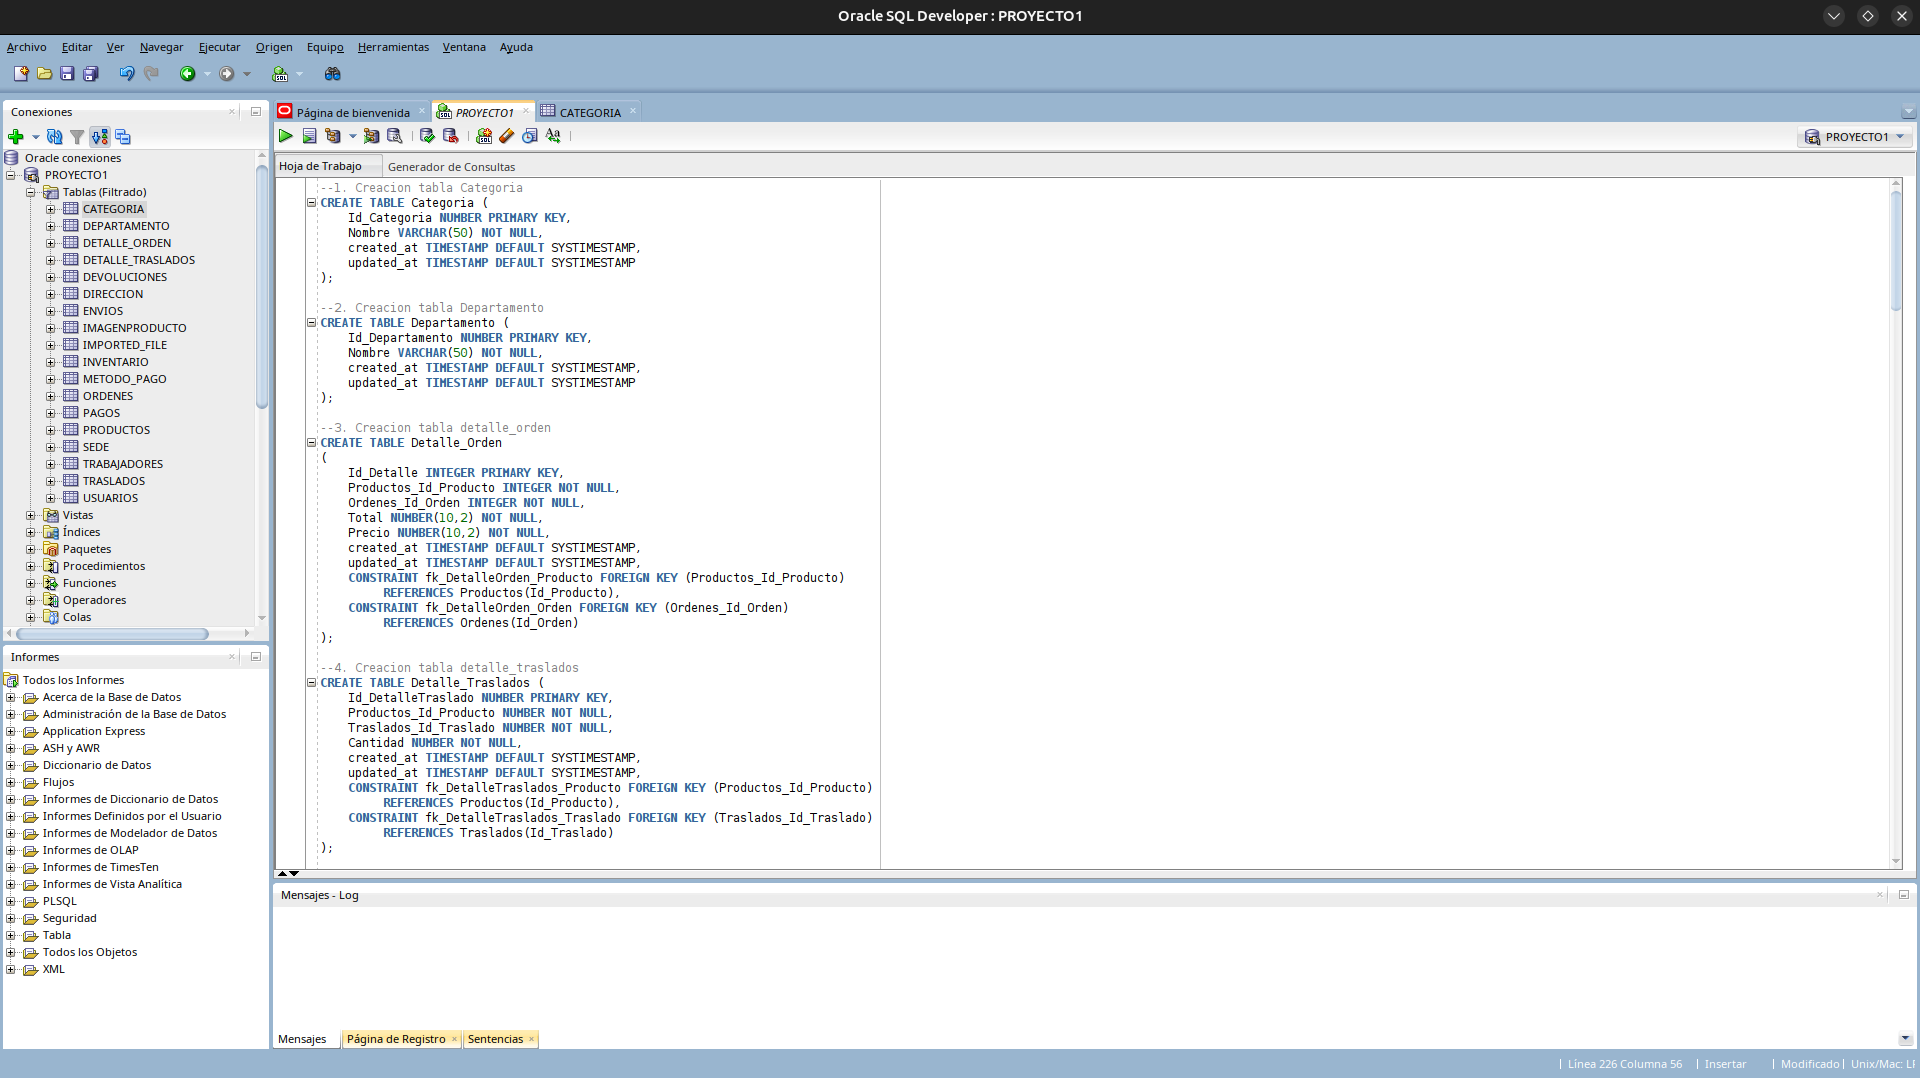 Oracle SQL Developer : PROYECTO1
Archivo Editar Ver Navegar Ejecutar Origen Equipo Herramientas Ventana Ayuda
Conexiones
Oracle conexiones
PROYECTO1
Tablas (Filtrado)
CATEGORIA
DEPARTAMENTO
DETALLE_ORDEN
DETALLE_TRASLADOS
DEVOLUCIONES
DIRECCION
ENVIOS
IMAGENPRODUCTO
IMPORTED_FILE
INVENTARIO
METODO_PAGO
ORDENES
PAGOS
PRODUCTOS
SEDE
TRABAJADORES
TRASLADOS
USUARIOS
Vistas
Índices
Paquetes
Procedimientos
Funciones
Operadores
Colas
Informes
Todos los Informes
Acerca de la Base de Datos
Administración de la Base de Datos
Application Express
ASH y AWR
Diccionario de Datos
Flujos
Informes de Diccionario de Datos
Informes Definidos por el Usuario
Informes de Modelador de Datos
Informes de OLAP
Informes de TimesTen
Informes de Vista Analítica
PLSQL
Seguridad
Tabla
Todos los Objetos
XML
Página de bienvenida PROYECTO1 CATEGORIA
PROYECTO1
Hoja de Trabajo Generador de Consultas
--1. Creacion tabla Categoria
CREATE TABLE Categoria (
Id_Categoria NUMBER PRIMARY KEY,
Nombre VARCHAR(50) NOT NULL,
created_at TIMESTAMP DEFAULT SYSTIMESTAMP,
updated_at TIMESTAMP DEFAULT SYSTIMESTAMP
);
--2. Creacion tabla Departamento
CREATE TABLE Departamento (
Id_Departamento NUMBER PRIMARY KEY,
Nombre VARCHAR(50) NOT NULL,
created_at TIMESTAMP DEFAULT SYSTIMESTAMP,
updated_at TIMESTAMP DEFAULT SYSTIMESTAMP
);
--3. Creacion tabla detalle_orden
CREATE TABLE Detalle_Orden
(
Id_Detalle INTEGER PRIMARY KEY,
Productos_Id_Producto INTEGER NOT NULL,
Ordenes_Id_Orden INTEGER NOT NULL,
Total NUMBER(10,2) NOT NULL,
Precio NUMBER(10,2) NOT NULL,
created_at TIMESTAMP DEFAULT SYSTIMESTAMP,
updated_at TIMESTAMP DEFAULT SYSTIMESTAMP,
CONSTRAINT fk_DetalleOrden_Producto FOREIGN KEY (Productos_Id_Producto)
REFERENCES Productos(Id_Producto),
CONSTRAINT fk_DetalleOrden_Orden FOREIGN KEY (Ordenes_Id_Orden)
REFERENCES Ordenes(Id_Orden)
);
--4. Creacion tabla detalle_traslados
CREATE TABLE Detalle_Traslados (
Id_DetalleTraslado NUMBER PRIMARY KEY,
Productos_Id_Producto NUMBER NOT NULL,
Traslados_Id_Traslado NUMBER NOT NULL,
Cantidad NUMBER NOT NULL,
created_at TIMESTAMP DEFAULT SYSTIMESTAMP,
updated_at TIMESTAMP DEFAULT SYSTIMESTAMP,
CONSTRAINT fk_DetalleTraslados_Producto FOREIGN KEY (Productos_Id_Producto)
REFERENCES Productos(Id_Producto),
CONSTRAINT fk_DetalleTraslados_Traslado FOREIGN KEY (Traslados_Id_Traslado)
REFERENCES Traslados(Id_Traslado)
);
Mensajes - Log
Mensajes Página de Registro Sentencias
Línea 226 Columna 56 | Insertar | Modificado | Unix/Mac: LF